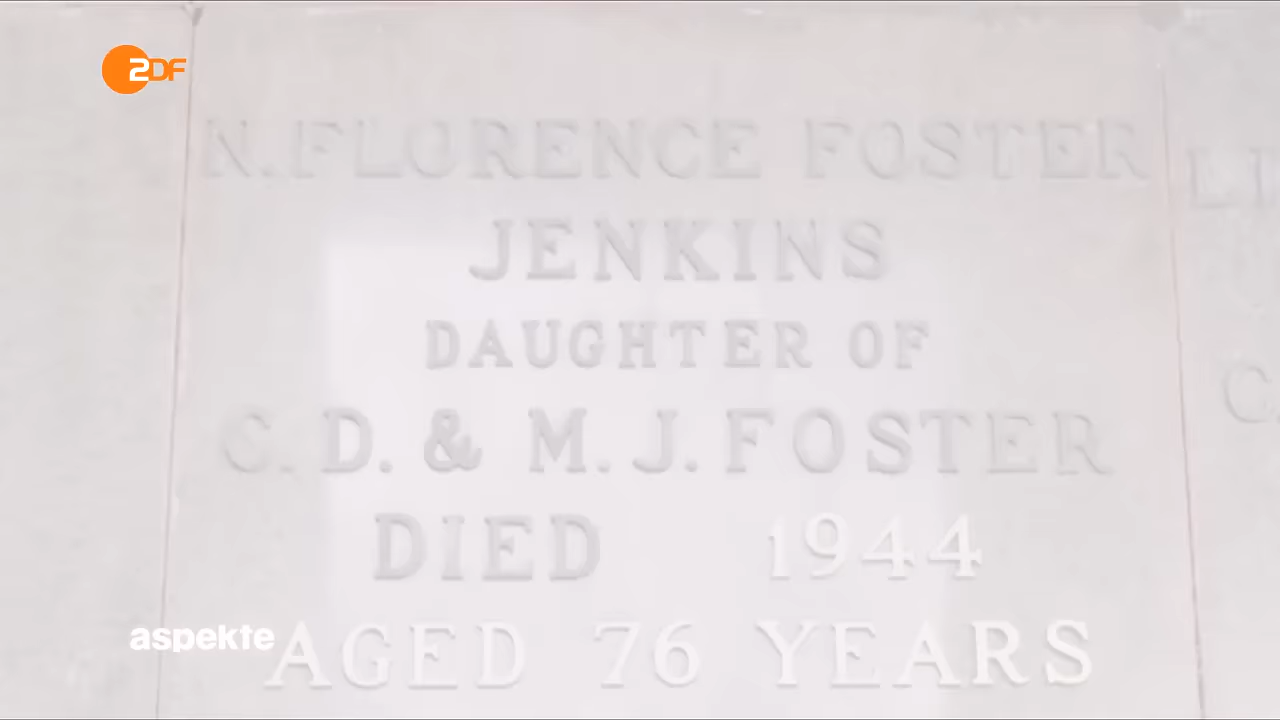 ZDF
N. FLORENCE FOSTER
JENKINS
DAUGHTER OF
C. D. & M. J. FOSTER
DIED 1944
AGED 76 YEARS
aspekte